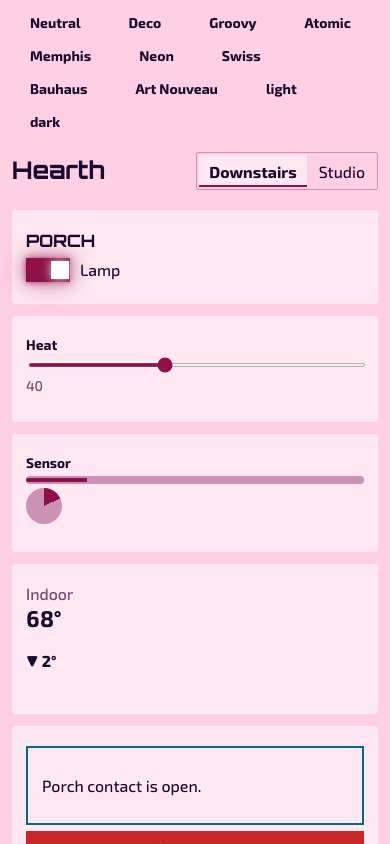 Neutral Deco Groovy Atomic
Memphis Neon Swiss
Bauhaus Art Nouveau light
dark
Hearth Downstairs Studio
PORCH
Lamp
Heat
40
Sensor
Indoor
68°
▼ 2°
Porch contact is open.